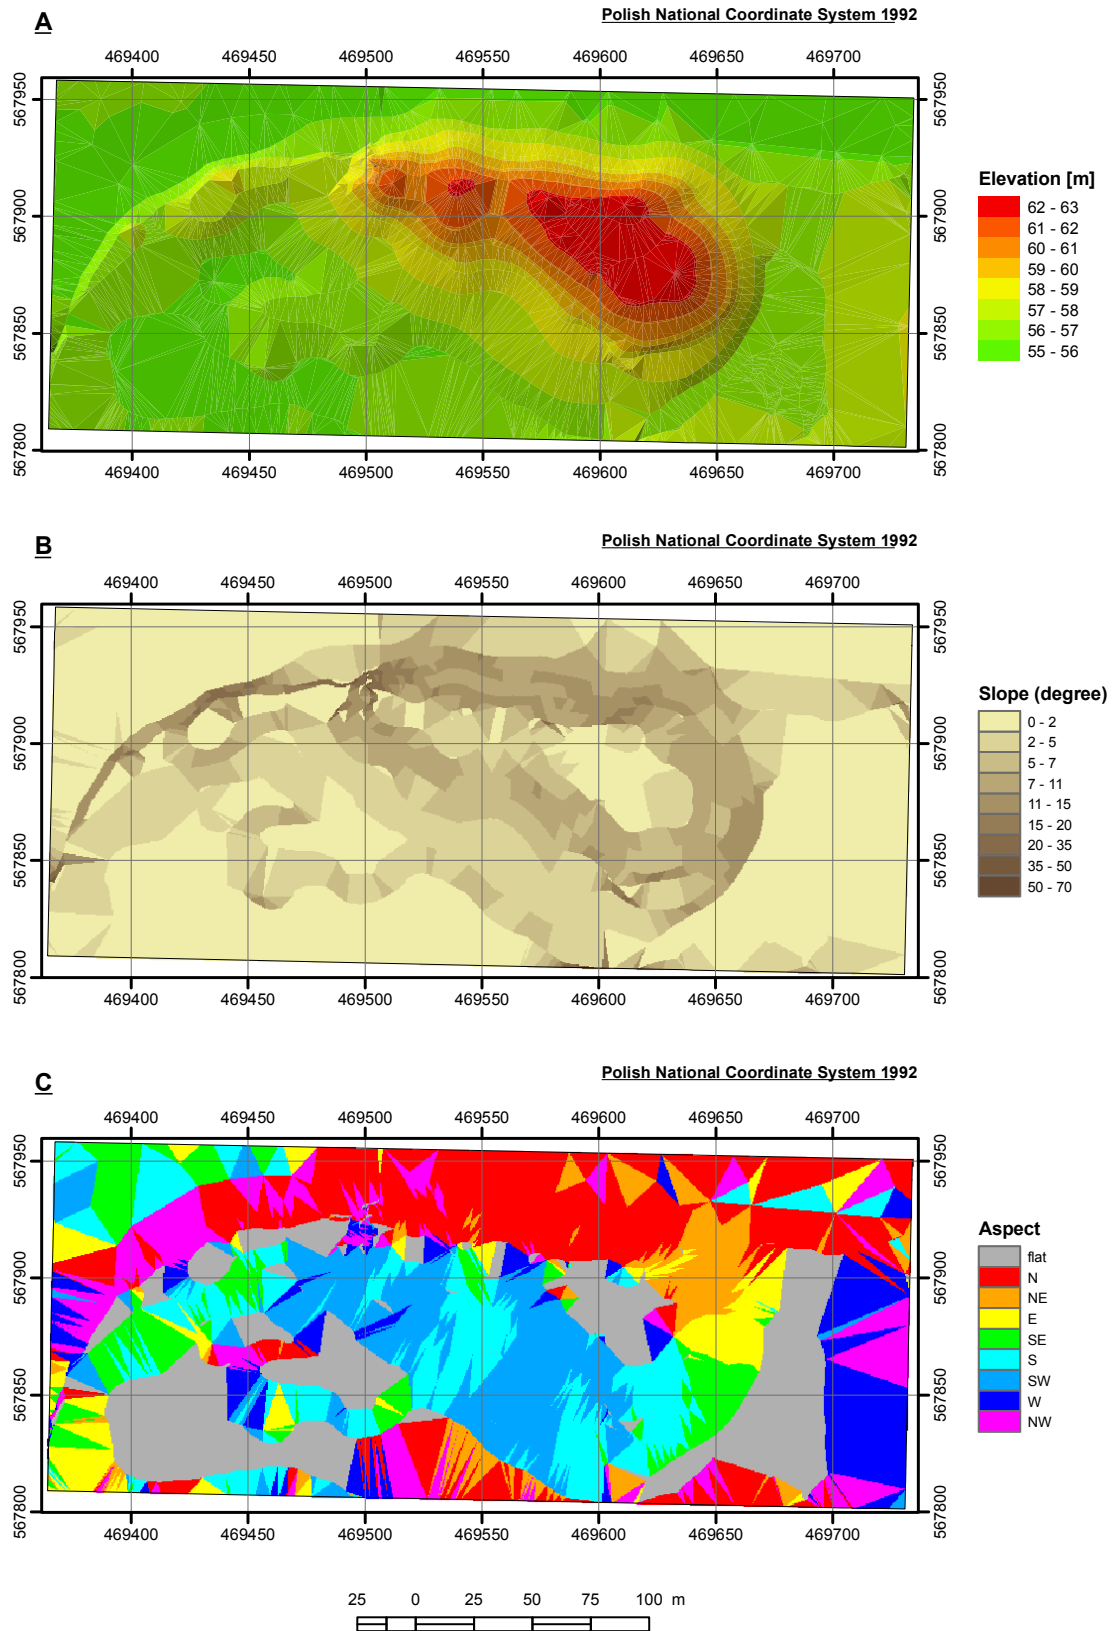 A
Polish National Coordinate System 1992
469400 469450 469500 469550 469600 469650 469700
567950 567950
567900 567900
567850 567850
567800 567800
469400 469450 469500 469550 469600 469650 469700
Elevation [m]
62 - 63
61 - 62
60 - 61
59 - 60
58 - 59
57 - 58
56 - 57
55 - 56
B
Polish National Coordinate System 1992
469400 469450 469500 469550 469600 469650 469700
567950 567950
567900 567900
567850 567850
567800 567800
469400 469450 469500 469550 469600 469650 469700
Slope (degree)
0 - 2
2 - 5
5 - 7
7 - 11
11 - 15
15 - 20
20 - 35
35 - 50
50 - 70
C
Polish National Coordinate System 1992
469400 469450 469500 469550 469600 469650 469700
567950 567950
567900 567900
567850 567850
567800 567800
469400 469450 469500 469550 469600 469650 469700
Aspect
flat
N
NE
E
SE
S
SW
W
NW
25 0 25 50 75 100 m